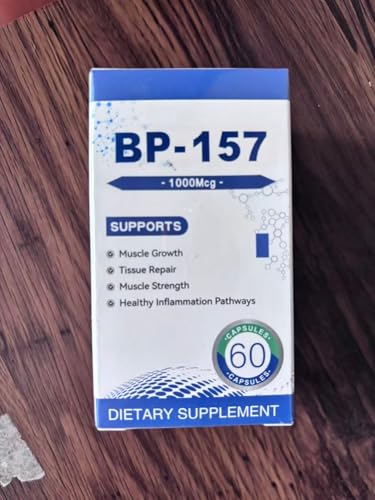 BP-157
- 1000Mcg -
SUPPORTS
Muscle Growth
Tissue Repair
Muscle Strength
Healthy Inflammation Pathways
CAPSULES
60
CAPSULES
DIETARY SUPPLEMENT